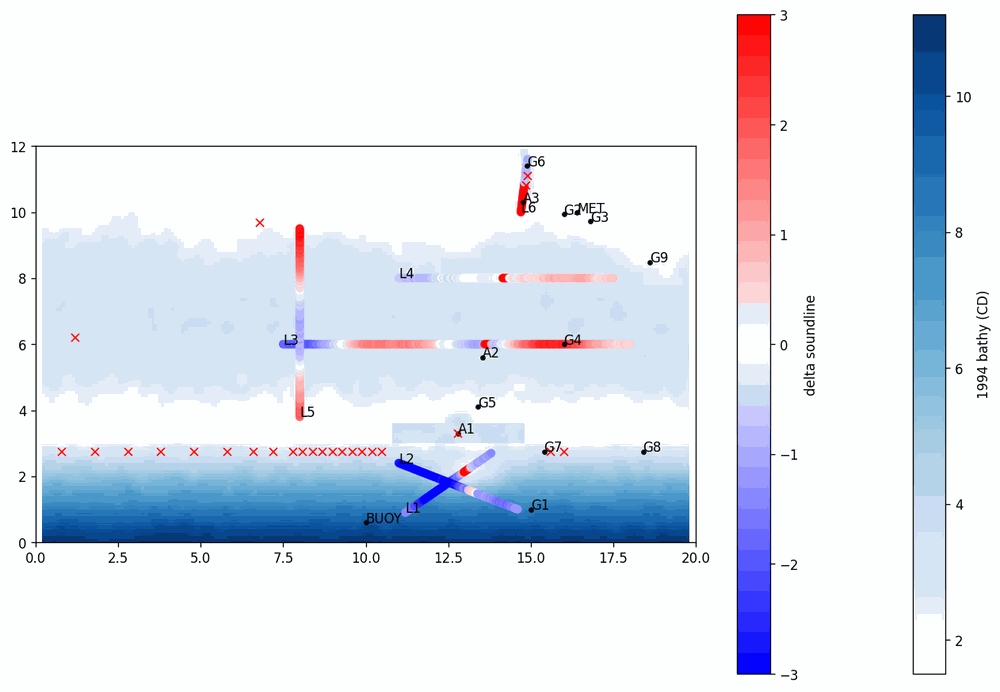 12
10
8
6
4
2
0
0.0 2.5 5.0 7.5 10.0 12.5 15.0 17.5 20.0
G6
A3
L6
MET
G3
G9
L4
L3
G4
A2
L5
G5
A1
L2
G7
G8
L1
G1
BUOY
3
2
1
0
−1
−2
−3
delta soundline
10
8
6
4
2
1994 bathy (CD)